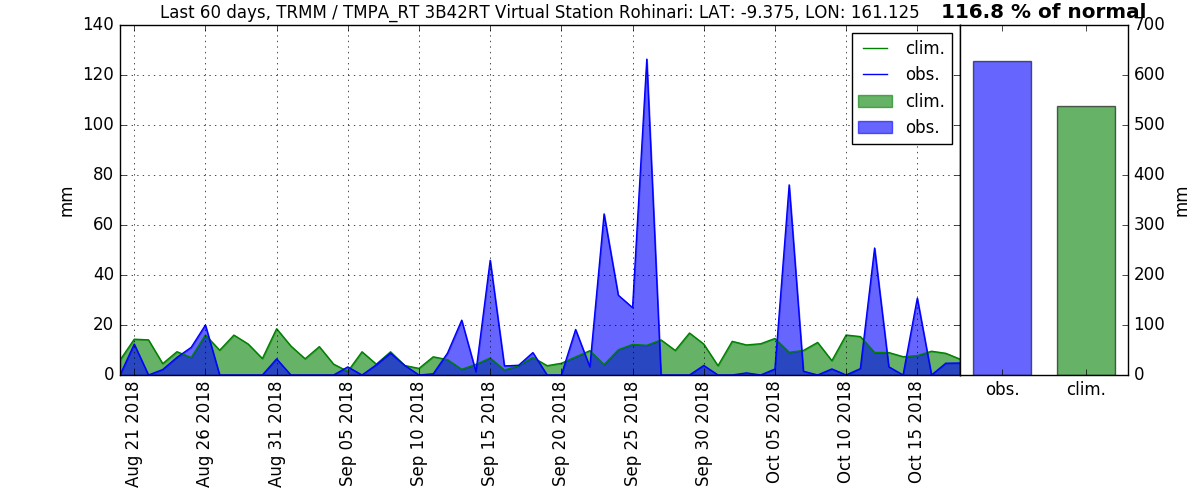 Last 60 days, TRMM / TMPA_RT 3B42RT Virtual Station Rohinari: LAT: -9.375, LON: 161.125
116.8 % of normal
140
120
100
80
60
40
20
0
mm
clim.
obs.
clim.
obs.
700
600
500
400
300
200
100
0
mm
Aug 21 2018
Aug 26 2018
Aug 31 2018
Sep 05 2018
Sep 10 2018
Sep 15 2018
Sep 20 2018
Sep 25 2018
Sep 30 2018
Oct 05 2018
Oct 10 2018
Oct 15 2018
obs.
clim.